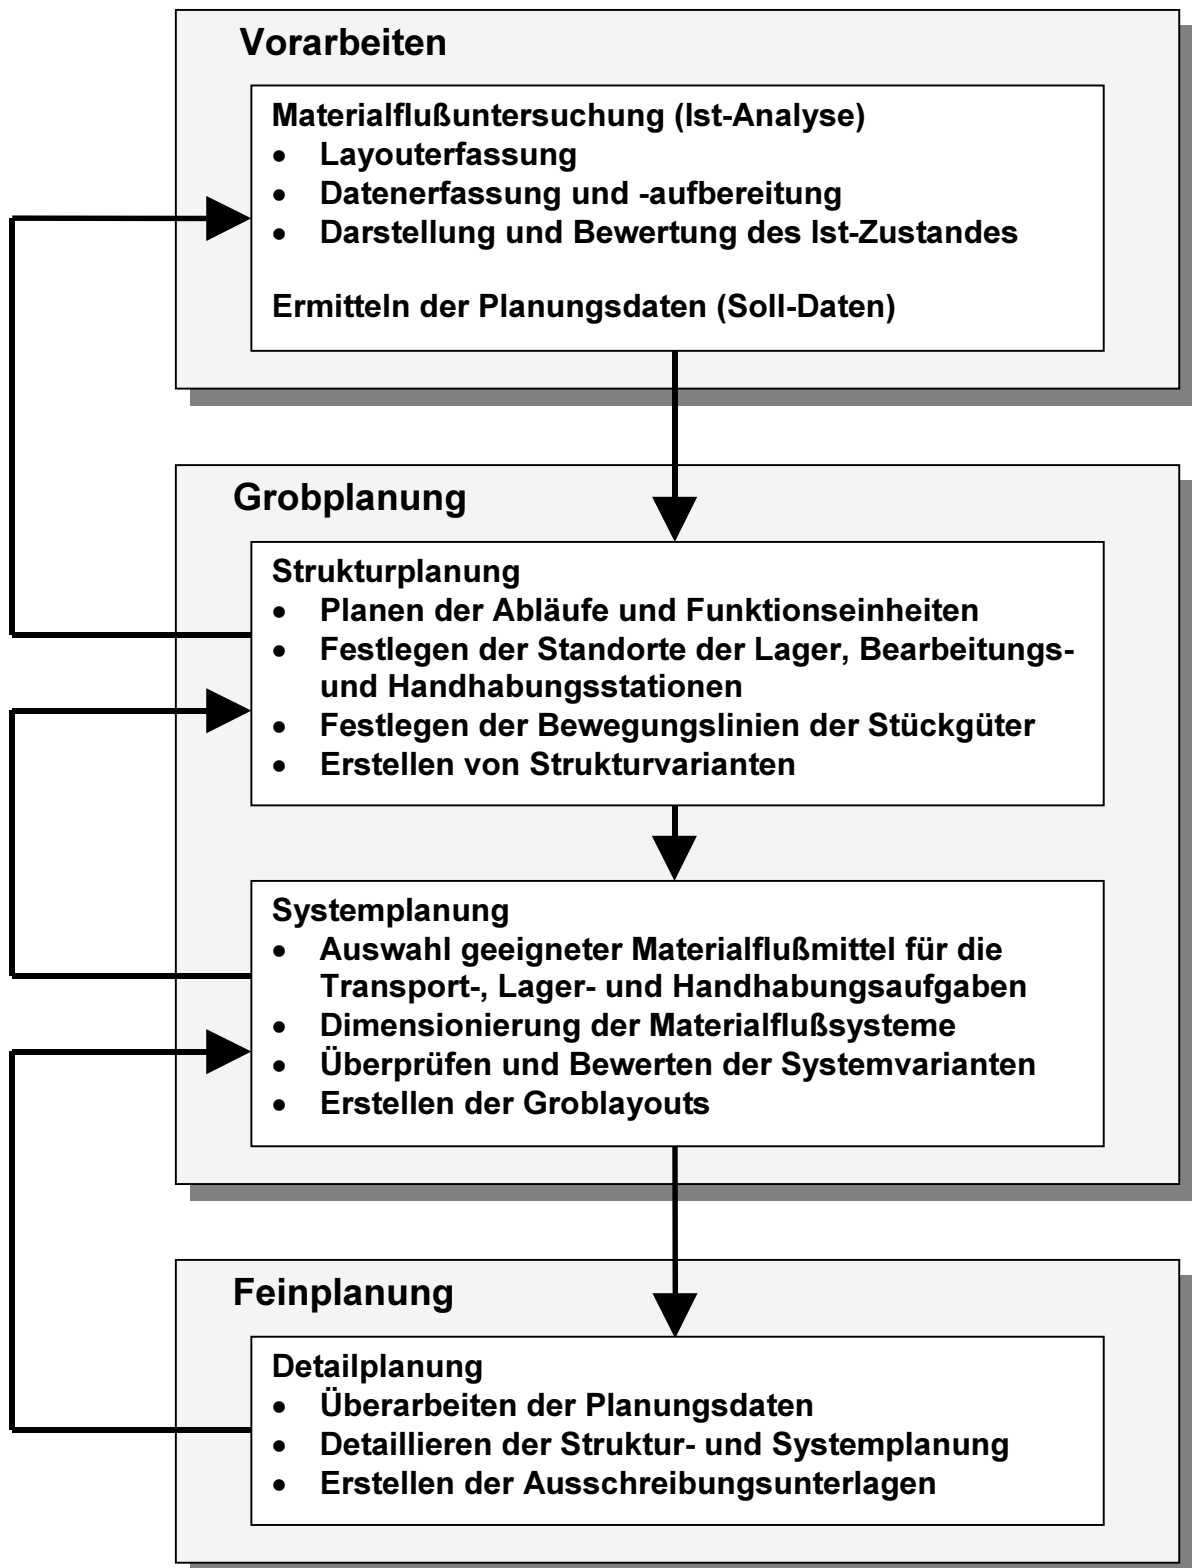 Vorarbeiten
Materialflußuntersuchung (Ist-Analyse)
• Layouterfassung
• Datenerfassung und -aufbereitung
• Darstellung und Bewertung des Ist-Zustandes
Ermitteln der Planungsdaten (Soll-Daten)
Grobplanung
Strukturplanung
• Planen der Abläufe und Funktionseinheiten
• Festlegen der Standorte der Lager, Bearbeitungs-
und Handhabungsstationen
• Festlegen der Bewegungslinien der Stückgüter
• Erstellen von Strukturvarianten
Systemplanung
• Auswahl geeigneter Materialflußmittel für die
Transport-, Lager- und Handhabungsaufgaben
• Dimensionierung der Materialflußsysteme
• Überprüfen und Bewerten der Systemvarianten
• Erstellen der Groblayouts
Feinplanung
Detailplanung
• Überarbeiten der Planungsdaten
• Detaillieren der Struktur- und Systemplanung
• Erstellen der Ausschreibungsunterlagen